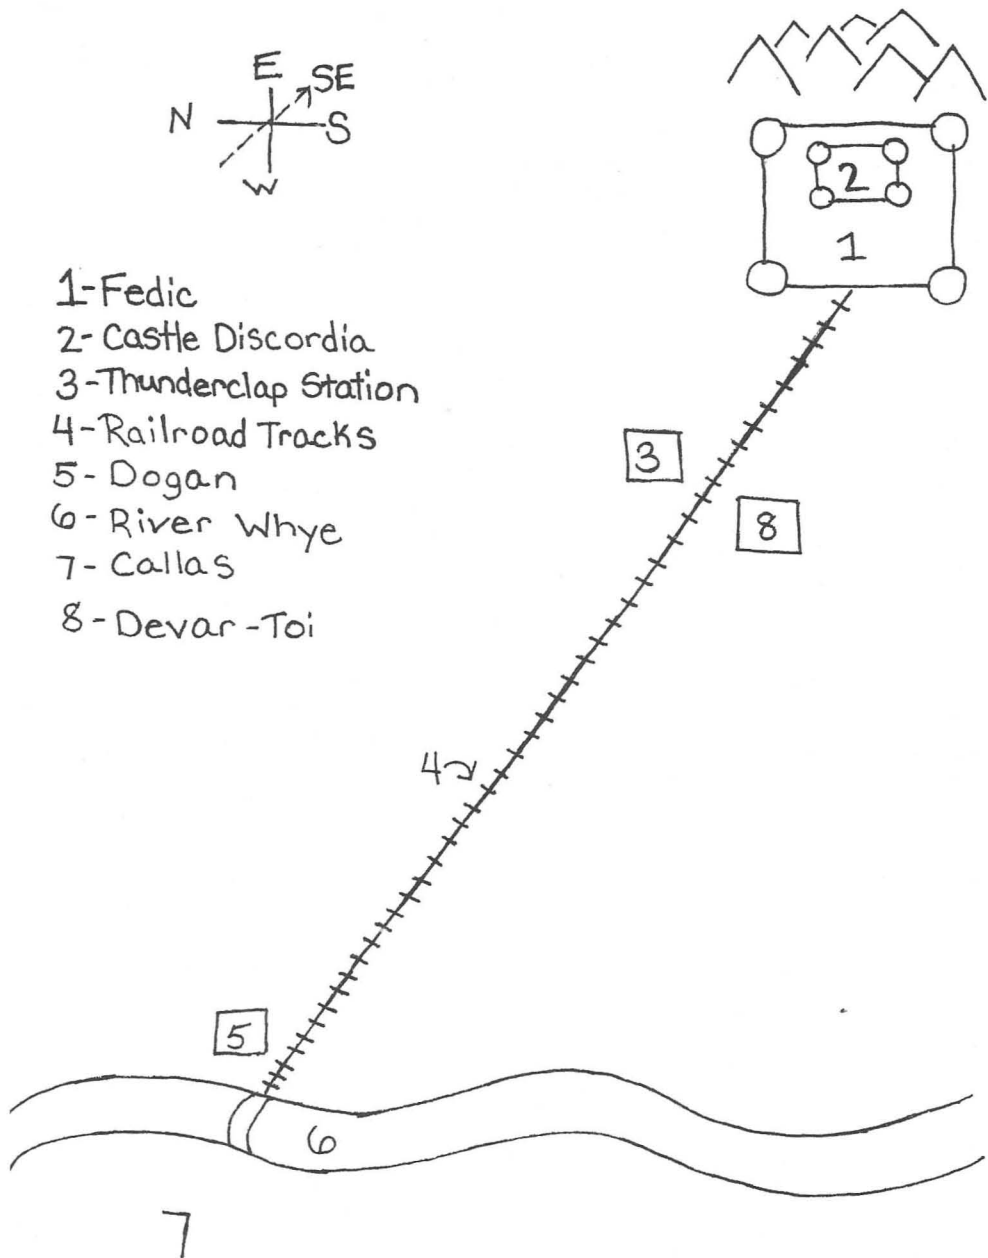 E
SE
N
S
W
2
1
1-Fedic
2-Castle Discordia
3-Thunderclap Station
4-Railroad Tracks
5-Dogan
6-River Whye
7-Callas
8-Devar-Toi
3
8
4
5
6
7